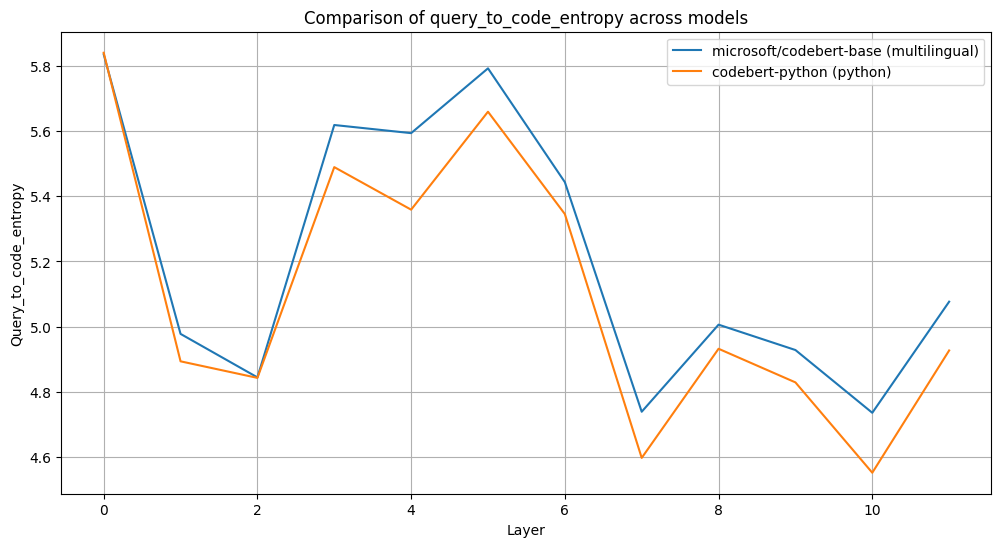 Comparison of query_to_code_entropy across models
microsoft/codebert-base (multilingual)
codebert-python (python)
Query_to_code_entropy
5.8
5.6
5.4
5.2
5.0
4.8
4.6
0
2
4
6
8
10
Layer